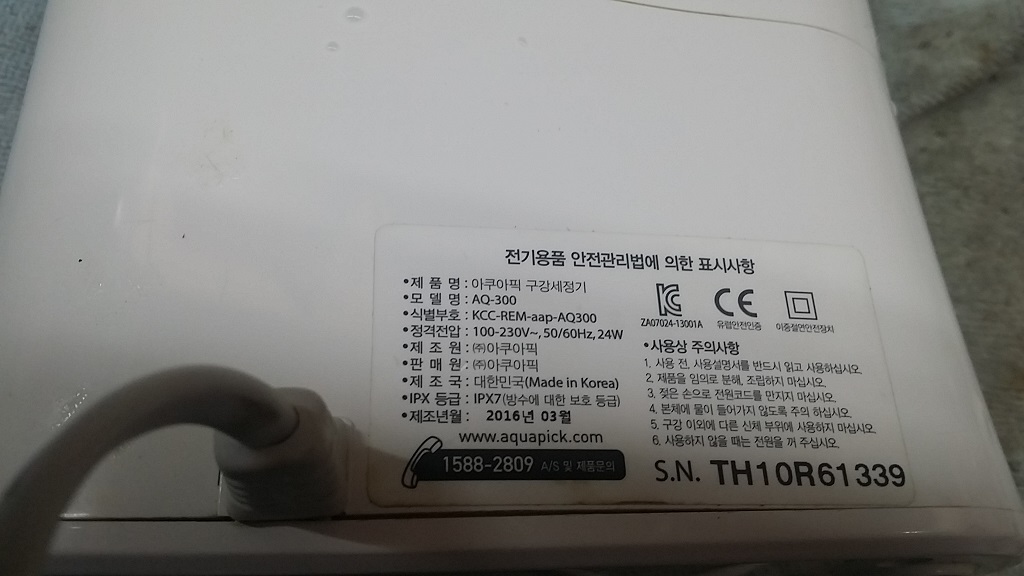 전기용품 안전관리법에 의한 표시사항
•제 품 명 : 아쿠아픽 구강세정기
•모 델 명 : AQ-300
•식별부호 : KCC-REM-aap-AQ300
•정격전압 : 100-230V~, 50/60Hz, 24W
•제 조 원 : ㈜아쿠아픽
•판 매 원 : ㈜아쿠아픽
•제 조 국 : 대한민국(Made in Korea)
•IPX 등급 : IPX7(방수에 대한 보호 등급)
•제조년월 : 2016년 03월
www.aquapick.com
1588-2809 A/S 및 제품문의
ZA07024-13001A
CE
유럽안전인증
이중절연안전장치
•사용상 주의사항
1. 사용 전, 사용설명서를 반드시 읽고, 사용하십시오.
2. 제품을 임의로 분해, 조립하지 마십시오.
3. 젖은 손으로 전원코드를 만지지 마십시오.
4. 본체에 물이 들어가지 않도록 주의 하십시오.
5. 구강 이외에 다른 신체 부위에 사용하지 마십시오.
6. 사용하지 않을 때는 전원을 꺼 주십시오.
S.N. TH10R61339